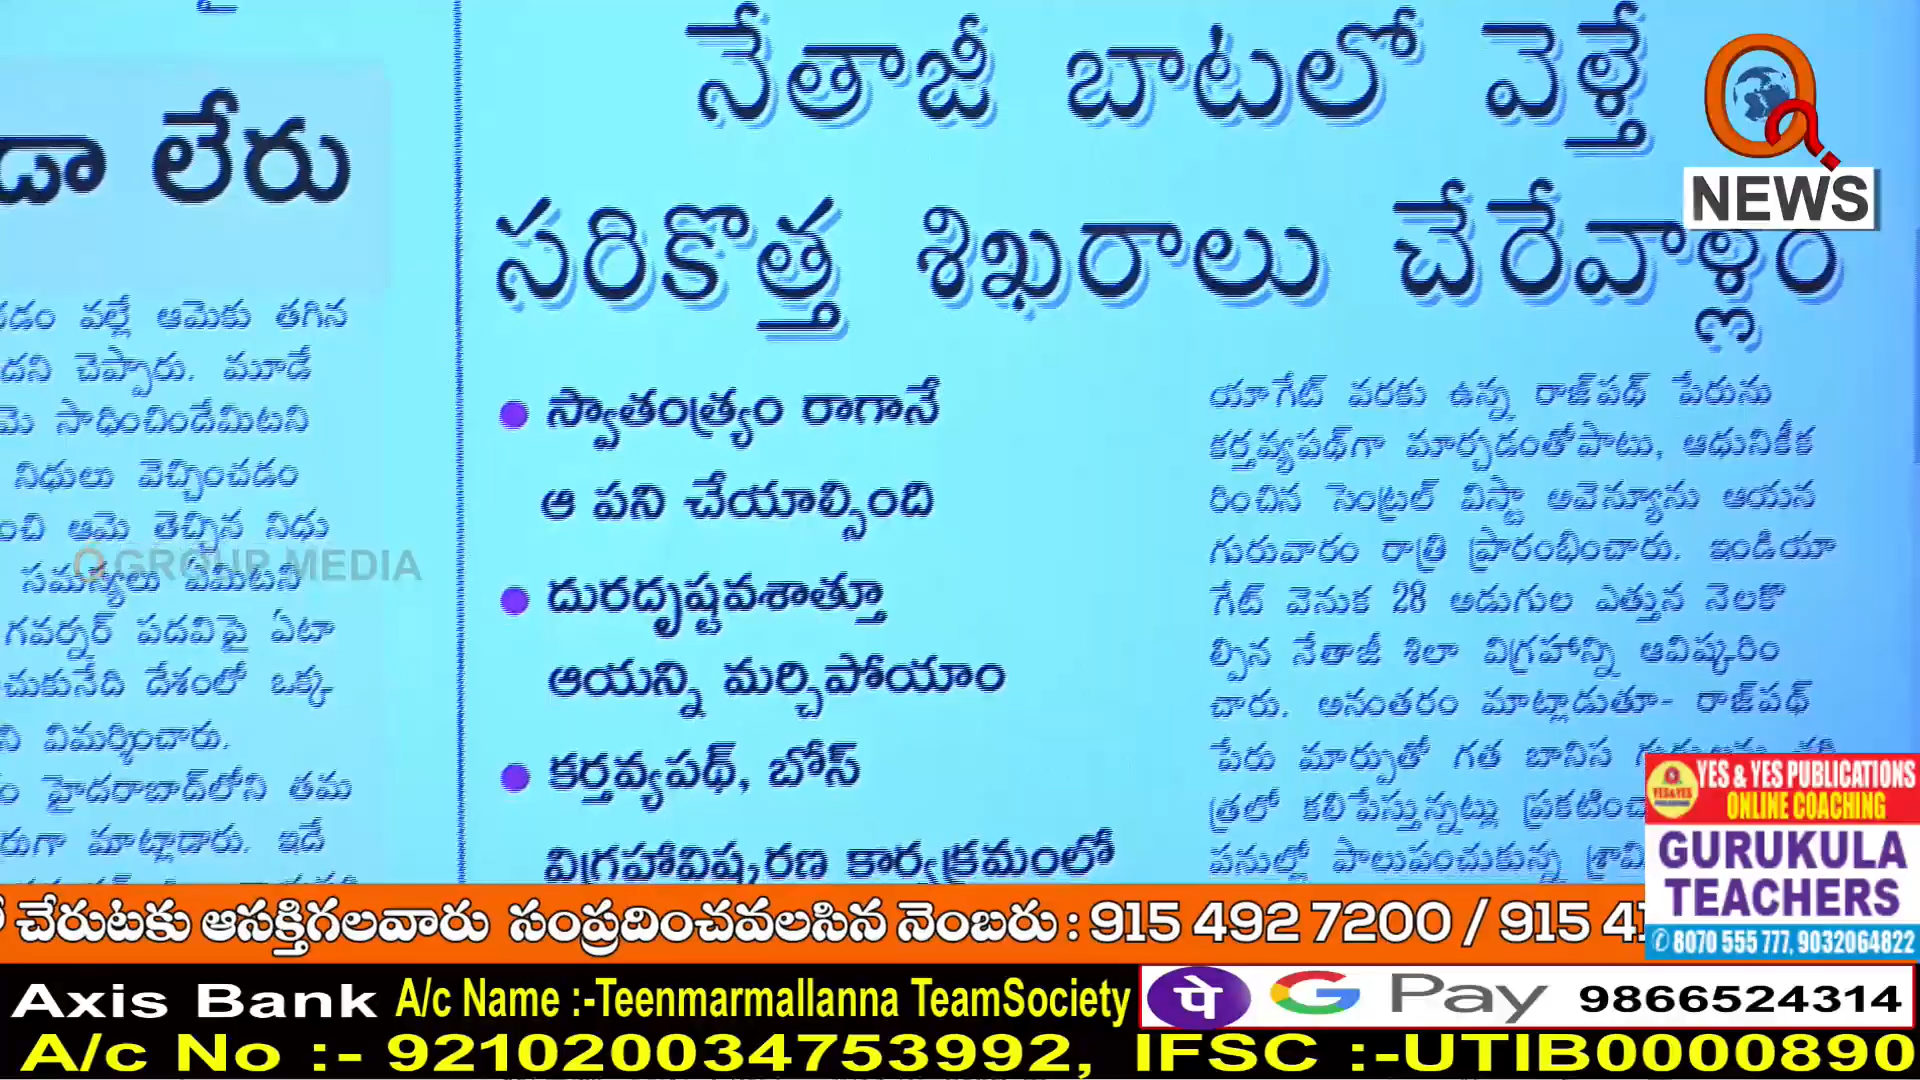 నేతాజీ బాటలో వెళ్తే
సరికొత్త శిఖరాలు చేరేవాళ్లం
డా లేరు
వల్లే ఆమెకు తగిన
దని చెప్పారు. మూడే
మె సాధించిందేమిటని
నిధులు వెచ్చించడం
ంచి ఆమె తెచ్చిన నిధు
సమస్యలు ఏమిటని
గవర్నర్ పదవిపై ఏటా
చుకునేది దేశంలో ఒక్క
ని విమర్శించారు.
ం హైదరాబాద్‌లోని తమ
రుగా మాట్లాడారు. ఇదే
• స్వాతంత్ర్యం రాగానే
ఆ పని చేయాల్సింది
• దురదృష్టవశాత్తూ
ఆయన్ని మర్చిపోయాం
• కర్తవ్యపథ్, బోస్
విగ్రహావిష్కరణ కార్యక్రమంలో
యాగేట్ వరకు ఉన్న రాజ్‌పథ్ పేరును
కర్తవ్యపథ్‌గా మార్చడంతోపాటు, ఆధునికీక
రించిన సెంట్రల్ విస్టా అవెన్యూను ఆయన
గురువారం రాత్రి ప్రారంభించారు. ఇండియా
గేట్ వెనుక 28 అడుగుల ఎత్తున నెలకొ
ల్పిన నేతాజీ శిలా విగ్రహాన్ని ఆవిష్కరిం
చారు. అనంతరం మాట్లాడుతూ- రాజ్‌పథ్
పేరు మార్పుతో గత బానిస
త్రలో కలిపేస్తున్నట్లు ప్రకటించా
పనుల్లో పాలుపంచుకున్న శ్రామి
Q NEWS
Q GROUP MEDIA
YES & YES PUBLICATIONS
ONLINE COACHING
GURUKULA
TEACHERS
8070 555 777, 9032064822
చేరుటకు ఆసక్తిగలవారు సంప్రదించవలసిన నెంబరు : 915 492 7200 / 915 41
Axis Bank A/c Name :-Teenmarmallanna TeamSociety
पे G Pay 9866524314
A/c No :- 921020034753992, IFSC :-UTIB0000890